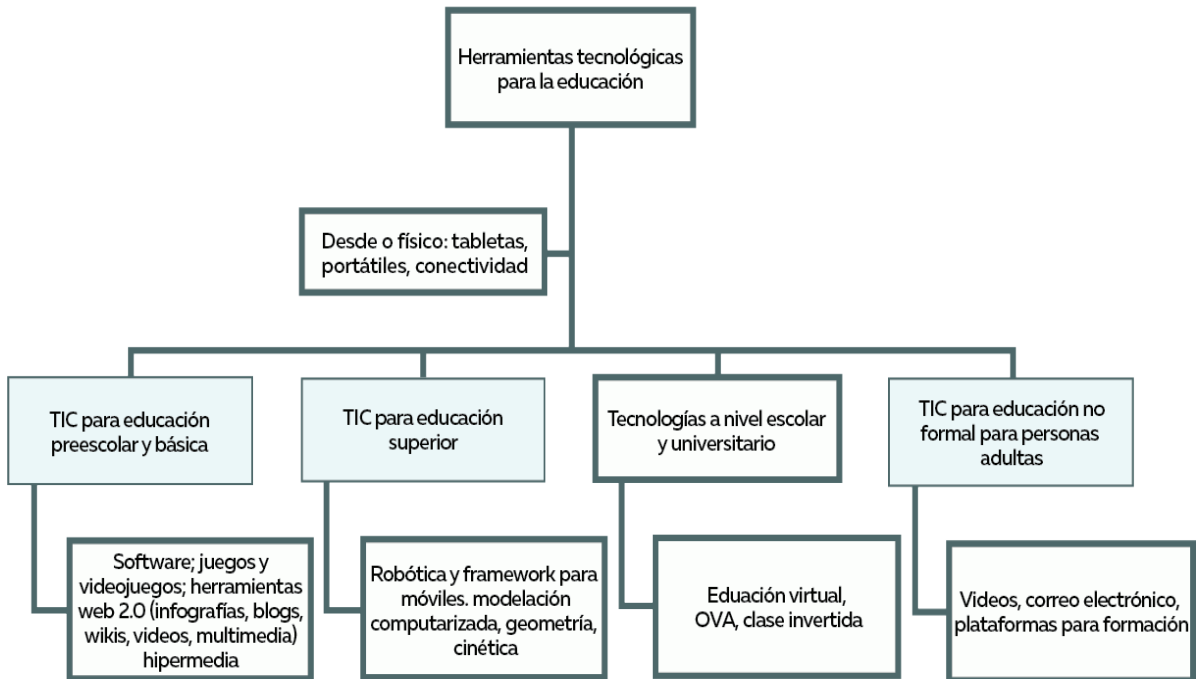 Herramientas tecnológicas
para la educación
Desde o físico: tabletas,
portátiles, conectividad
TIC para educación
preescolar y básica
TIC para educación
superior
Tecnologías a nivel escolar
y universitario
TIC para educación no
formal para personas
adultas
Software; juegos y
videojuegos; herramientas
web 2.0 (infografías, blogs,
wikis, videos, multimedia)
hipermedia
Robótica y framework para
móviles. modelación
computarizada, geometría,
cinética
Eduación virtual,
OVA, clase invertida
Videos, correo electrónico,
plataformas para formación